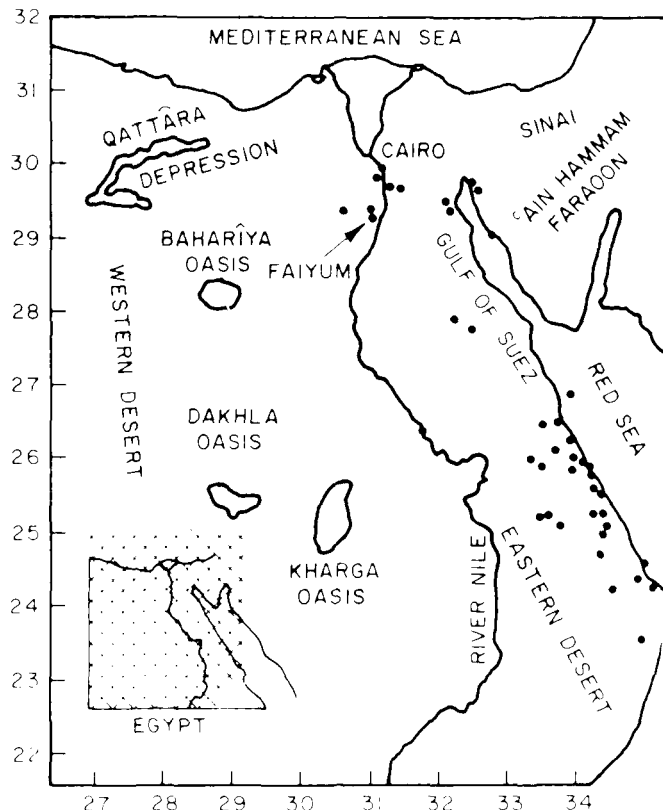 32
31
30
29
28
27
26
25
24
23
22
MEDITERRANEAN SEA
QATTÂRA
DEPRESSION
CAIRO
SINAI
ʿAIN HAMMAM
FARAOON
BAHARÎYA
OASIS
FAIYUM
GULF OF SUEZ
WESTERN DESERT
RED SEA
DAKHLA
OASIS
KHARGA
OASIS
RIVER NILE
EASTERN DESERT
EGYPT
27 28 29 30 31 32 33 34